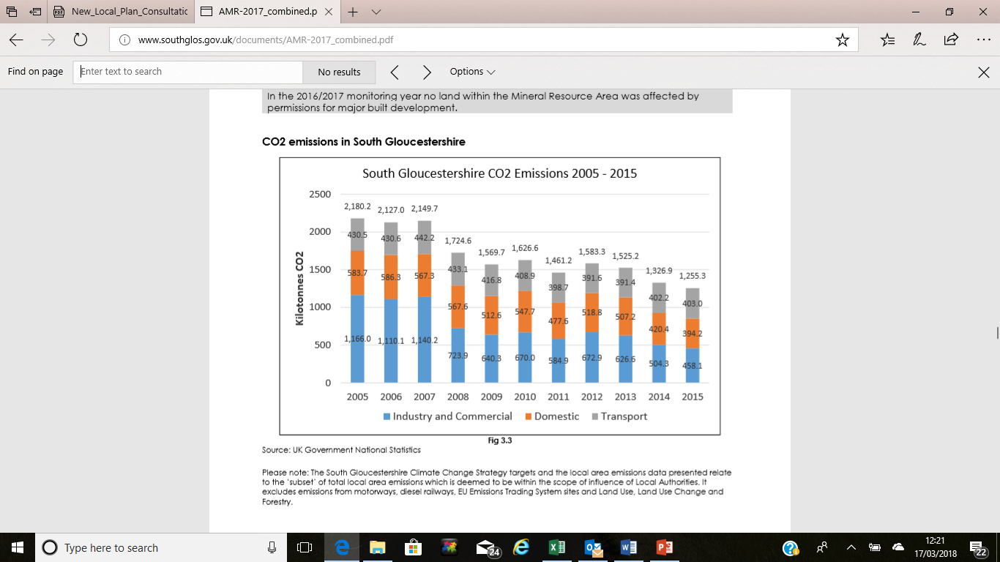 New_Local_Plan_Consultatic
AMR-2017_combined.p
www.southglos.gov.uk/documents/AMR-2017_combined.pdf
Find on page
Enter text to search
No results
Options
In the 2016/2017 monitoring year no land within the Mineral Resource Area was affected by
permissions for major built development.
CO2 emissions in South Gloucestershire
South Gloucestershire CO2 Emissions 2005 - 2015
Kilotonnes CO2
2500
2000
1500
1000
500
0
2,180.2 2,127.0 2,149.7 1,724.6 1,569.7 1,626.6 1,461.2 1,583.3 1,525.2 1,326.9 1,255.3
430.5 430.6 442.2 433.1 416.8 408.9 398.7 391.6 391.4 402.2 403.0
583.7 586.3 567.3 567.6 512.6 547.7 477.6 518.8 507.2 420.4 394.2
1,166.0 1,110.1 1,140.2 723.9 640.3 670.0 584.9 672.9 626.6 504.3 458.1
2005 2006 2007 2008 2009 2010 2011 2012 2013 2014 2015
Industry and Commercial Domestic Transport
Fig 3.3
Source: UK Government National Statistics
Please note: The South Gloucestershire Climate Change Strategy targets and the local area emissions data presented relate
to the `subset` of total local area emissions which is deemed to be within the scope of influence of Local Authorities. It
excludes emissions from motorways, diesel railways, EU Emissions Trading System sites and Land Use, Land Use Change and
Forestry.
Type here to search
24
12:21
17/03/2018
22